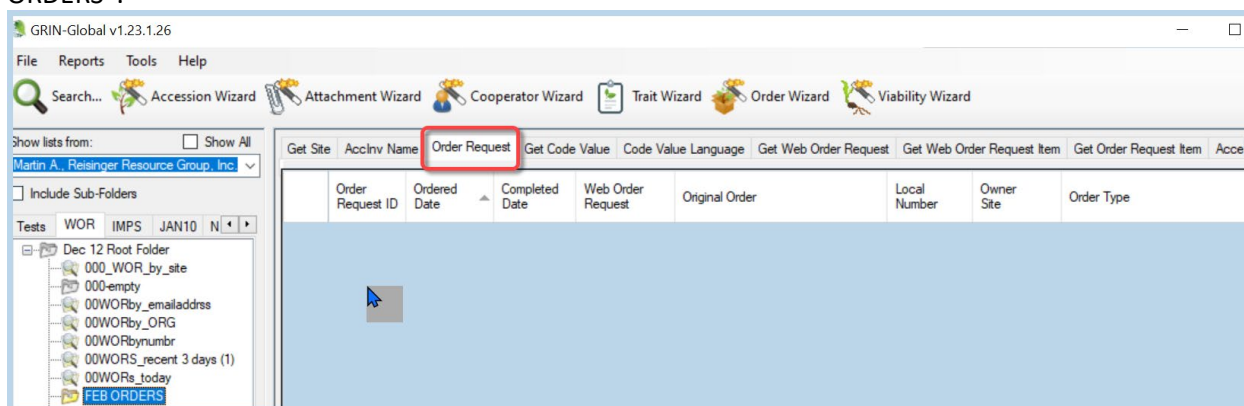 GRIN-Global v1.23.1.26
File Reports Tools Help
Search... Accession Wizard Attachment Wizard Cooperator Wizard Trait Wizard Order Wizard Viability Wizard
Show lists from: Show All
Martin A., Reisinger Resource Group, Inc.
Include Sub-Folders
Tests WOR IMPS JAN10 N
Dec 12 Root Folder
000_WOR_by_site
000-empty
00WORby_emailaddrss
00WORby_ORG
00WORbynumbr
00WORS_recent 3 days (1)
00WORs_today
FEB ORDERS
Get Site AccInv Name Order Request Get Code Value Code Value Language Get Web Order Request Get Web Order Request Item Get Order Request Item Acce
Order Request ID Ordered Date Completed Date Web Order Request Original Order Local Number Owner Site Order Type